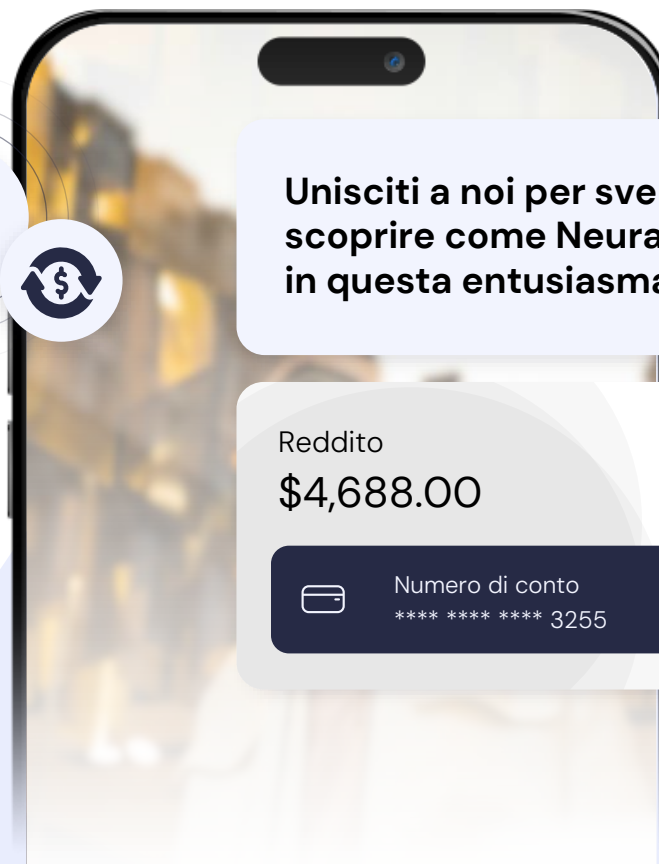 Unisciti a noi per sve
scoprire come Neura
in questa entusiasma
$
Reddito
$4,688.00
Numero di conto
**** **** **** 3255